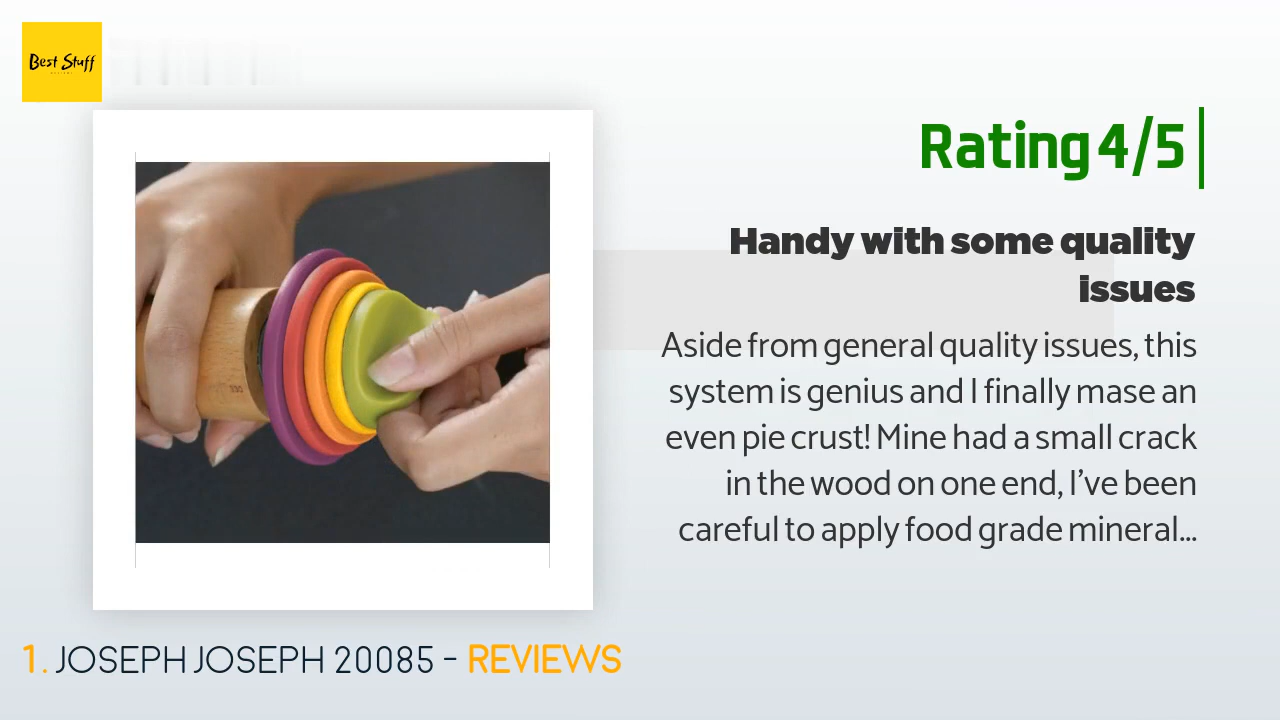 Best Stuff
Rating 4/5
Handy with some quality
issues
Aside from general quality issues, this
system is genius and I finally mase an
even pie crust! Mine had a small crack
in the wood on one end, I've been
careful to apply food grade mineral...
1. JOSEPH JOSEPH 20085 - REVIEWS